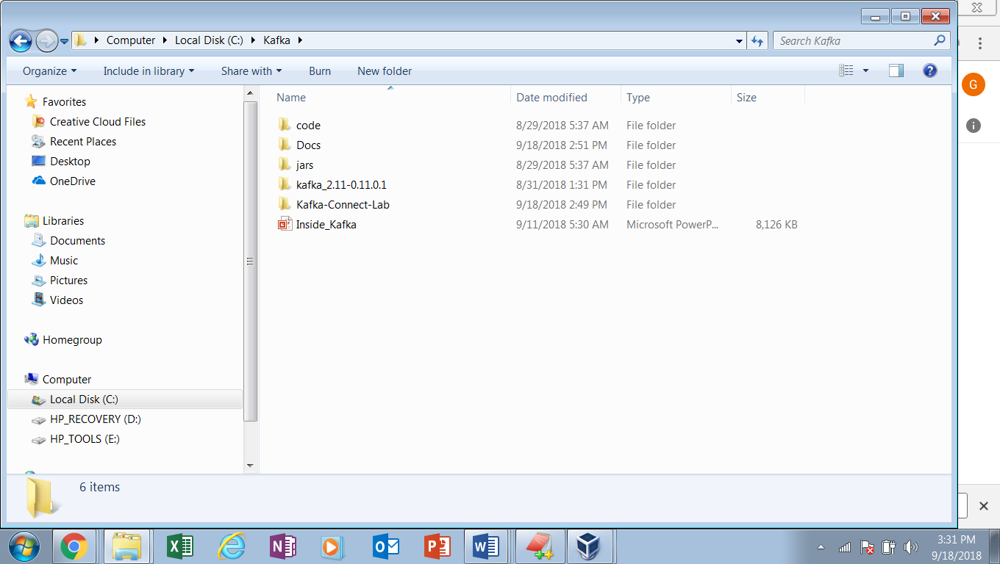 Computer Local Disk (C:) Kafka Search Kafka
Organize Include in library Share with Burn New folder
G
Name Date modified Type Size
code 8/29/2018 5:37 AM File folder
Docs 9/18/2018 2:51 PM File folder
jars 8/29/2018 5:37 AM File folder
kafka_2.11-0.11.0.1 8/31/2018 1:31 PM File folder
Kafka-Connect-Lab 9/18/2018 2:49 PM File folder
Inside_Kafka 9/11/2018 5:30 AM Microsoft PowerP... 8,126 KB
Favorites
Creative Cloud Files
Recent Places
Desktop
OneDrive
Libraries
Documents
Music
Pictures
Videos
Homegroup
Computer
Local Disk (C:)
HP_RECOVERY (D:)
HP_TOOLS (E:)
6 items
3:31 PM
9/18/2018